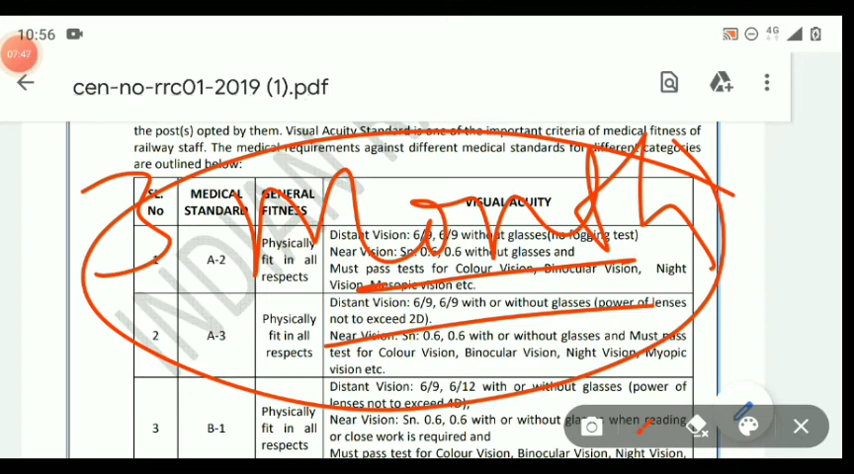 10:56
4G
07:47
cen-no-rrc01-2019 (1).pdf
the post(s) opted by them. Visual Acuity Standard is one of the important criteria of medical fitness of
railway staff. The medical requirements against different medical standards for different categories
are outlined below:
SL. No MEDICAL STANDARD GENERAL FITNESS VISUAL ACUITY
1 A-2 Physically fit in all respects
Distant Vision: 6/9, 6/9 without glasses(no fogging test)
Near Vision: Sn. 0.6, 0.6 without glasses and
Must pass tests for Colour Vision, Binocular Vision, Night
Vision, Mesopic vision etc.
2 A-3 Physically fit in all respects
Distant Vision: 6/9, 6/9 with or without glasses (power of lenses
not to exceed 2D).
Near Vision: Sn: 0.6, 0.6 with or without glasses and Must pass
test for Colour Vision, Binocular Vision, Night Vision, Myopic
vision etc.
3 B-1 Physically fit in all respects
Distant Vision: 6/9, 6/12 with or without glasses (power of
lenses not to exceed 4D),
Near Vision: Sn. 0.6, 0.6 with or without when reading
or close work is required and
Must pass test for Colour Vision, Binocular Vision, Night Vision,
3 month
INDIAN